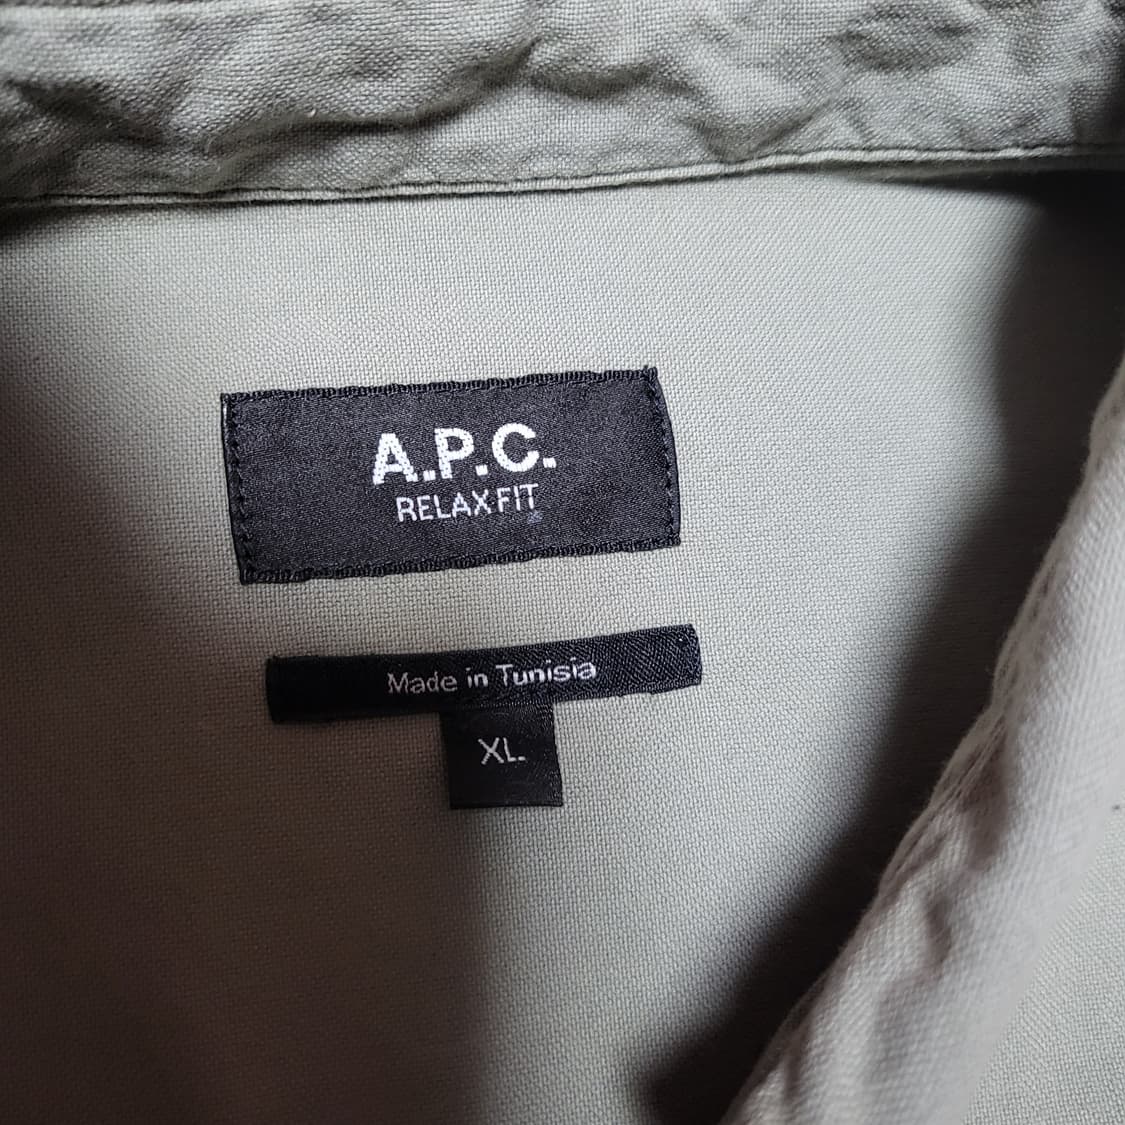 A.P.C.
RELAX FIT
Made in Tunisia
XL